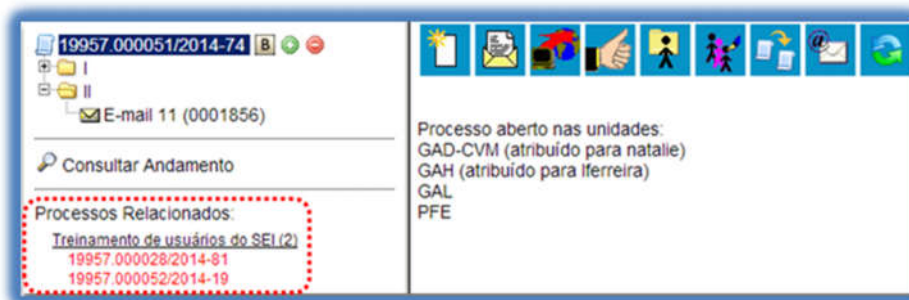 19957.000051/2014-74 B
I
II
E-mail 11 (0001856)
Consultar Andamento
Processos Relacionados:
Treinamento de usuários do SEI (2)
19957.000028/2014-81
19957.000052/2014-19
Processo aberto nas unidades:
GAD-CVM (atribuído para natalie)
GAH (atribuído para lferreira)
GAL
PFE